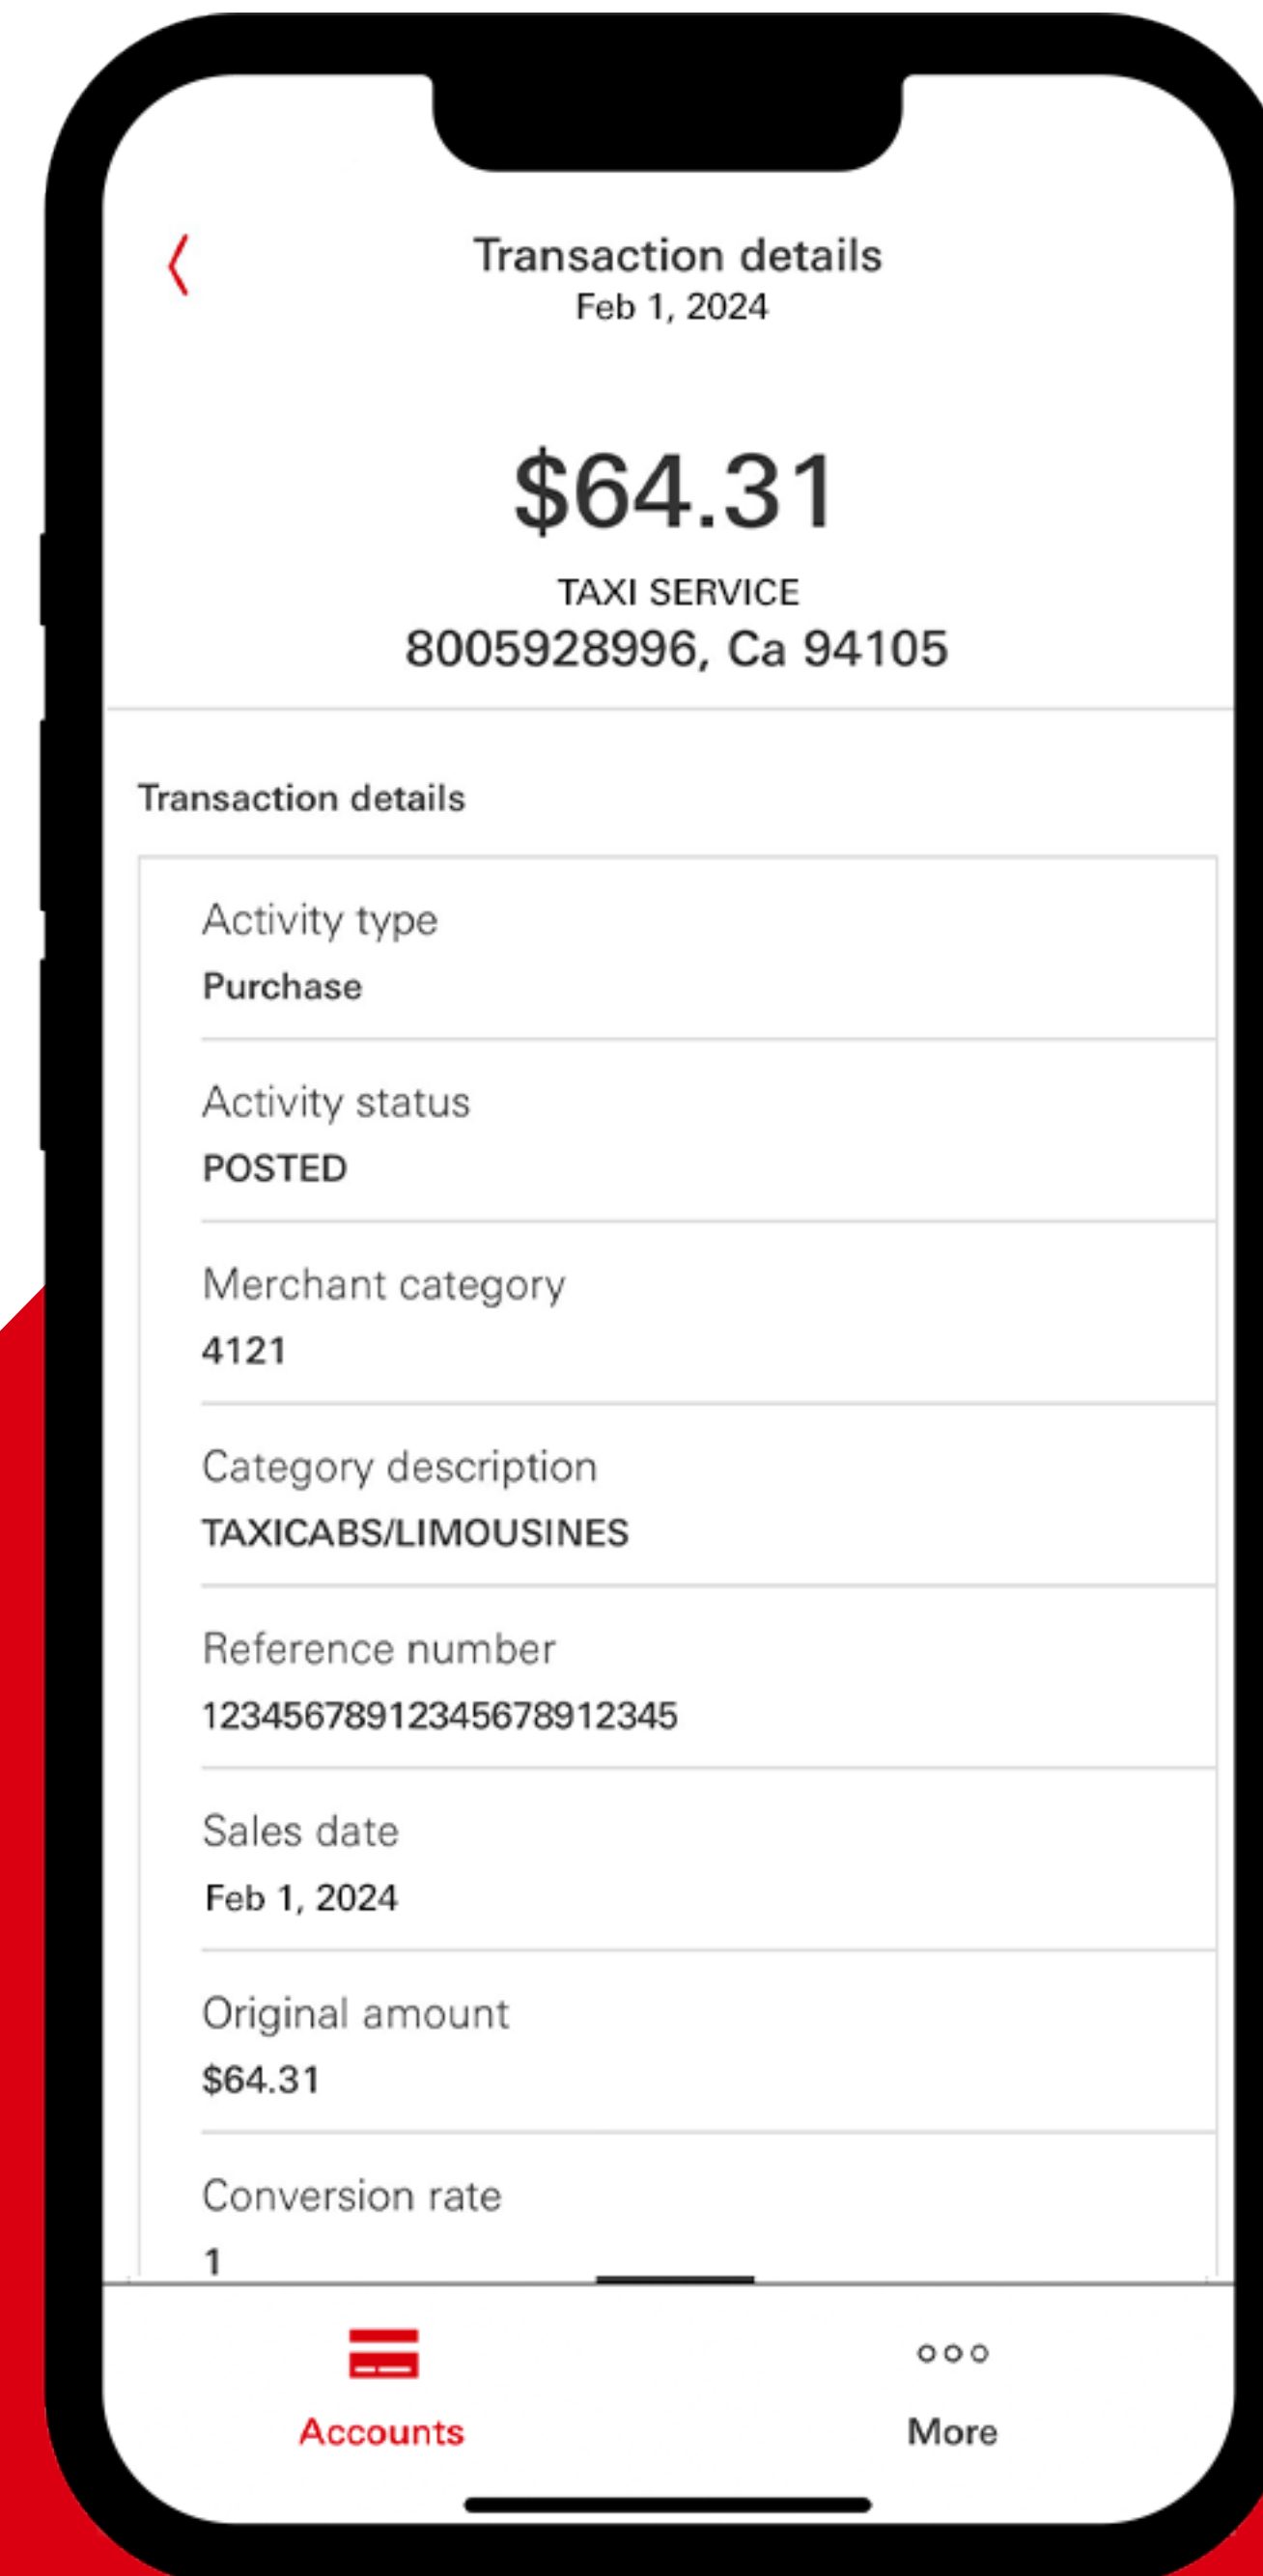 Transaction details
Feb 1, 2024
$64.31
TAXI SERVICE
8005928996, Ca 94105
Transaction details
Activity type
Purchase
Activity status
POSTED
Merchant category
4121
Category description
TAXICABS/LIMOUSINES
Reference number
12345678912345678912345
Sales date
Feb 1, 2024
Original amount
$64.31
Conversion rate
1
Accounts
More